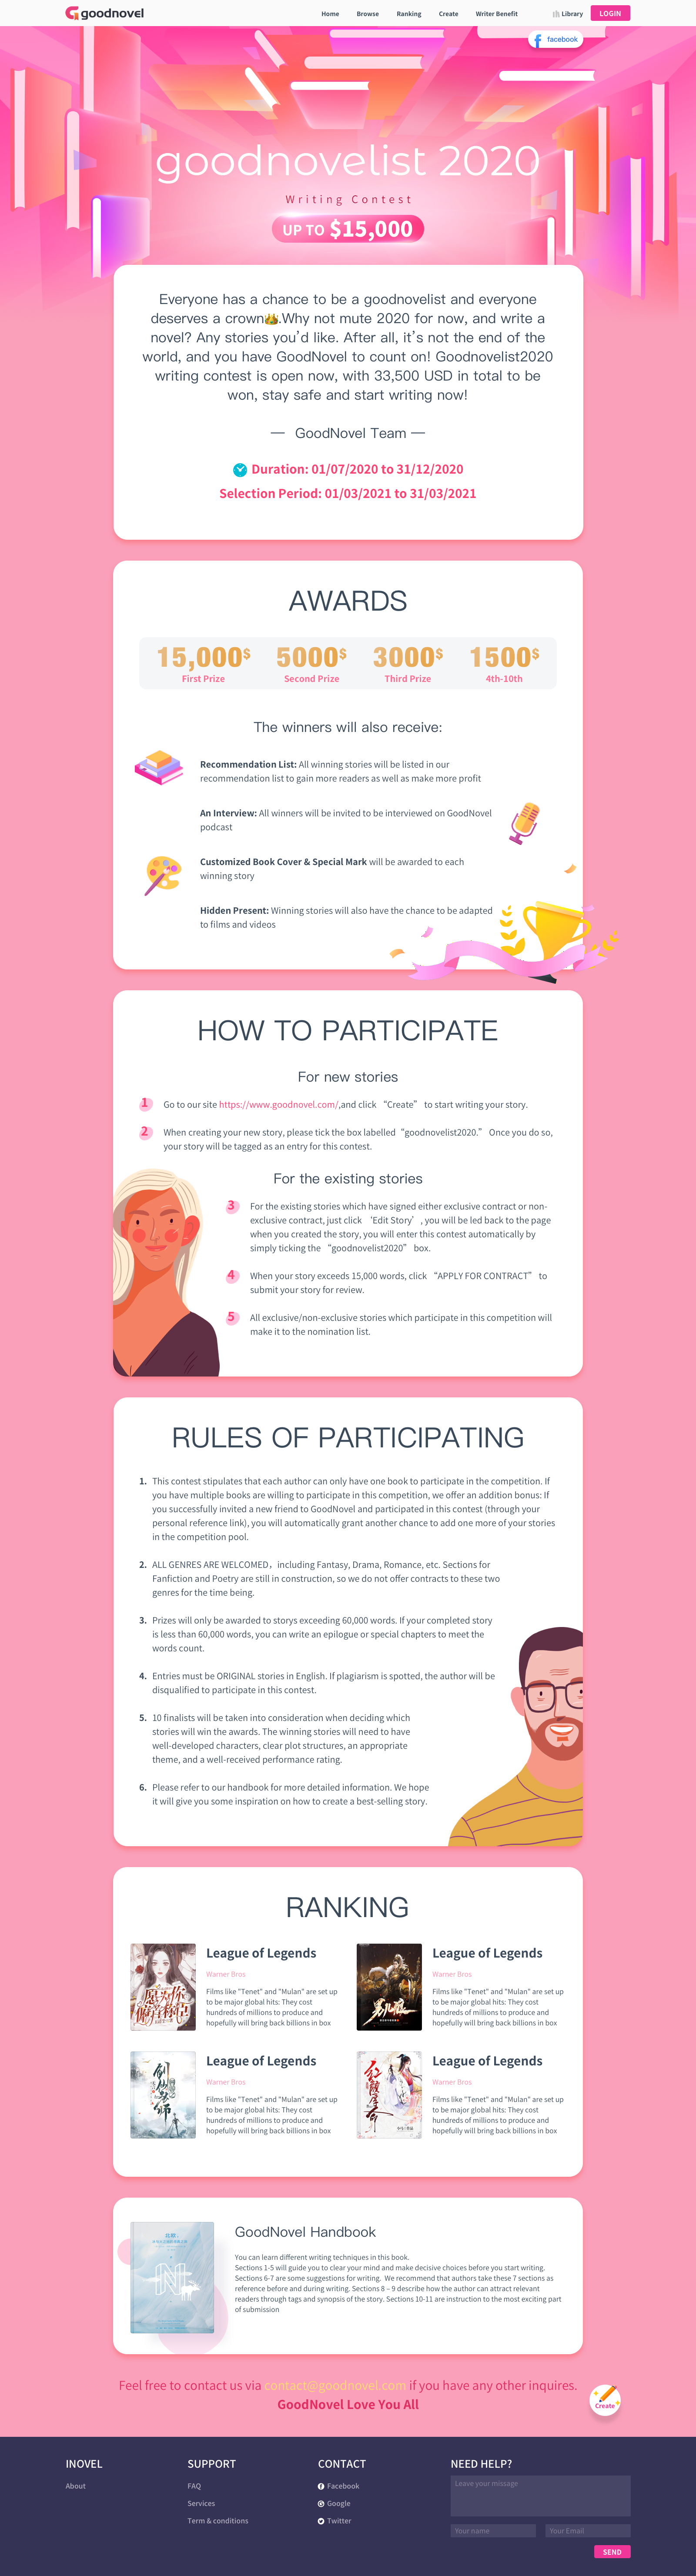 goodnovel
Home Browse Ranking Create Writer Benefit Library LOGIN
facebook
goodnovelist 2020
Writing Contest
UP TO $15,000
Everyone has a chance to be a goodnovelist and everyone
deserves a crown.Why not mute 2020 for now, and write a
novel? Any stories you'd like. After all, it's not the end of the
world, and you have GoodNovel to count on! Goodnovelist2020
writing contest is open now, with 33,500 USD in total to be
won, stay safe and start writing now!
— GoodNovel Team —
Duration: 01/07/2020 to 31/12/2020
Selection Period: 01/03/2021 to 31/03/2021
AWARDS
15,000$ 5000$ 3000$ 1500$
First Prize Second Prize Third Prize 4th-10th
The winners will also receive:
Recommendation List: All winning stories will be listed in our
recommendation list to gain more readers as well as make more profit
An Interview: All winners will be invited to be interviewed on GoodNovel
podcast
Customized Book Cover & Special Mark will be awarded to each
winning story
Hidden Present: Winning stories will also have the chance to be adapted
to films and videos
HOW TO PARTICIPATE
For new stories
1 Go to our site https://www.goodnovel.com/,and click “Create” to start writing your story.
2 When creating your new story, please tick the box labelled “goodnovelist2020.” Once you do so,
your story will be tagged as an entry for this contest.
For the existing stories
3 For the existing stories which have signed either exclusive contract or non-
exclusive contract, just click ‘Edit Story’, you will be led back to the page
when you created the story, you will enter this contest automatically by
simply ticking the “goodnovelist2020” box.
4 When your story exceeds 15,000 words, click “APPLY FOR CONTRACT” to
submit your story for review.
5 All exclusive/non-exclusive stories which participate in this competition will
make it to the nomination list.
RULES OF PARTICIPATING
1. This contest stipulates that each author can only have one book to participate in the competition. If
you have multiple books are willing to participate in this competition, we offer an addition bonus: If
you successfully invited a new friend to GoodNovel and participated in this contest (through your
personal reference link), you will automatically grant another chance to add one more of your stories
in the competition pool.
2. ALL GENRES ARE WELCOMED，including Fantasy, Drama, Romance, etc. Sections for
Fanfiction and Poetry are still in construction, so we do not offer contracts to these two
genres for the time being.
3. Prizes will only be awarded to storys exceeding 60,000 words. If your completed story
is less than 60,000 words, you can write an epilogue or special chapters to meet the
words count.
4. Entries must be ORIGINAL stories in English. If plagiarism is spotted, the author will be
disqualified to participate in this contest.
5. 10 finalists will be taken into consideration when deciding which
stories will win the awards. The winning stories will need to have
well-developed characters, clear plot structures, an appropriate
theme, and a well-received performance rating.
6. Please refer to our handbook for more detailed information. We hope
it will give you some inspiration on how to create a best-selling story.
RANKING
League of Legends
Warner Bros
Films like "Tenet" and "Mulan" are set up
to be major global hits: They cost
hundreds of millions to produce and
hopefully will bring back billions in box
League of Legends
Warner Bros
Films like "Tenet" and "Mulan" are set up
to be major global hits: They cost
hundreds of millions to produce and
hopefully will bring back billions in box
League of Legends
Warner Bros
Films like "Tenet" and "Mulan" are set up
to be major global hits: They cost
hundreds of millions to produce and
hopefully will bring back billions in box
League of Legends
Warner Bros
Films like "Tenet" and "Mulan" are set up
to be major global hits: They cost
hundreds of millions to produce and
hopefully will bring back billions in box
GoodNovel Handbook
You can learn different writing techniques in this book.
Sections 1-5 will guide you to clear your mind and make decisive choices before you start writing.
Sections 6-7 are some suggestions for writing. We recommend that authors take these 7 sections as
reference before and during writing. Sections 8 – 9 describe how the author can attract relevant
readers through tags and synopsis of the story. Sections 10-11 are instruction to the most exciting part
of submission
Feel free to contact us via contact@goodnovel.com if you have any other inquires.
GoodNovel Love You All
Create
INOVEL SUPPORT CONTACT NEED HELP?
About FAQ Facebook Leave your missage
Services Google
Term & conditions Twitter Your name Your Email
SEND